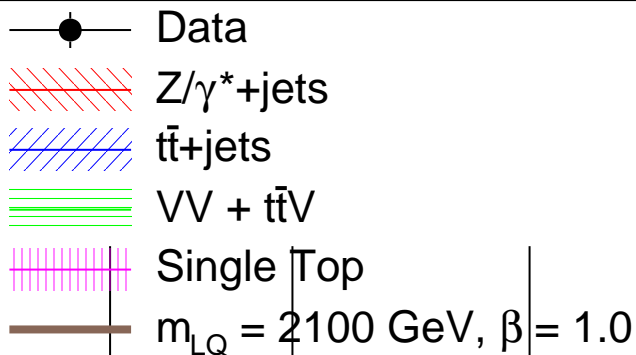 Data
Z/γ*+jets
tt̄+jets
VV + tt̄V
Single Top
m_LQ = 2100 GeV, β = 1.0